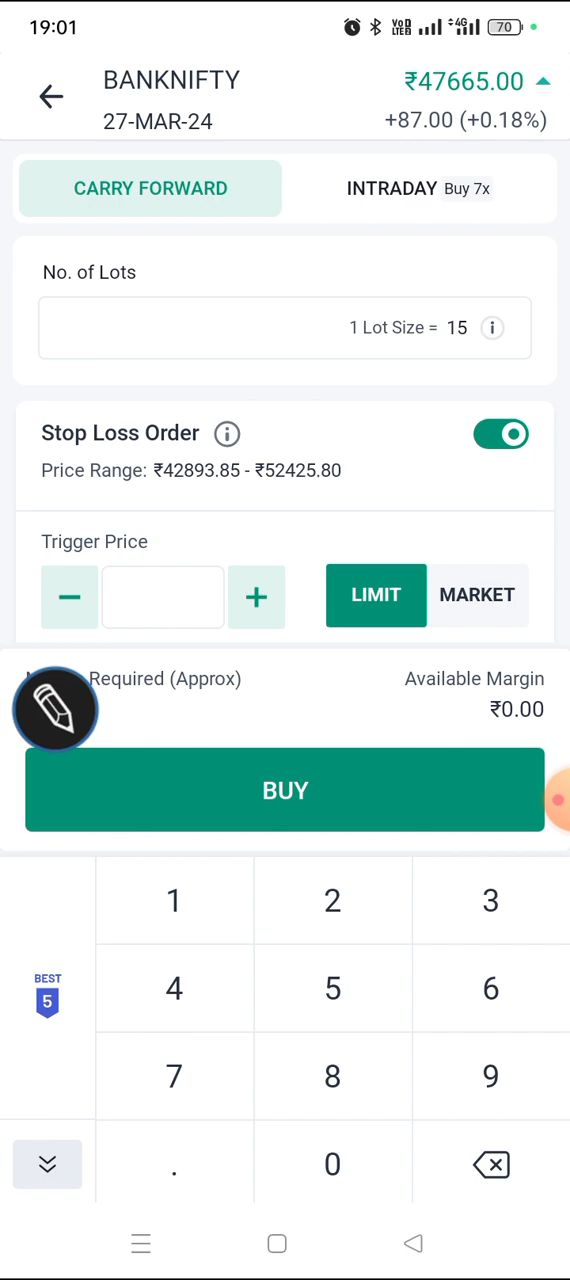 19:01
VoD LTE2 4G 70
BANKNIFTY ₹47665.00
27-MAR-24 +87.00 (+0.18%)
CARRY FORWARD INTRADAY Buy 7x
No. of Lots
1 Lot Size = 15
Stop Loss Order
Price Range: ₹42893.85 - ₹52425.80
Trigger Price
LIMIT MARKET
Required (Approx) Available Margin
₹0.00
BUY
1 2 3
BEST
5
4 5 6
7 8 9
. 0